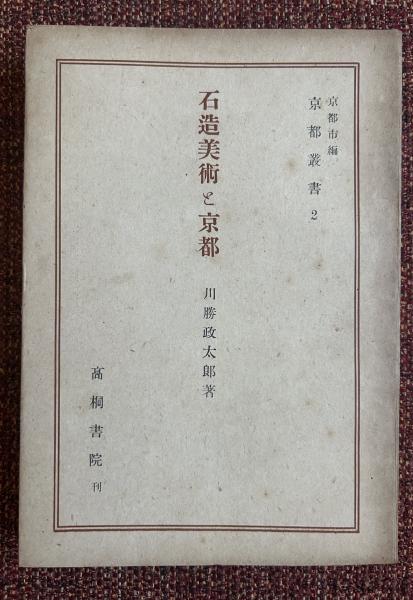 京都市編
京都叢書 2
石造美術と京都
川勝政太郎著
高桐書院 刊